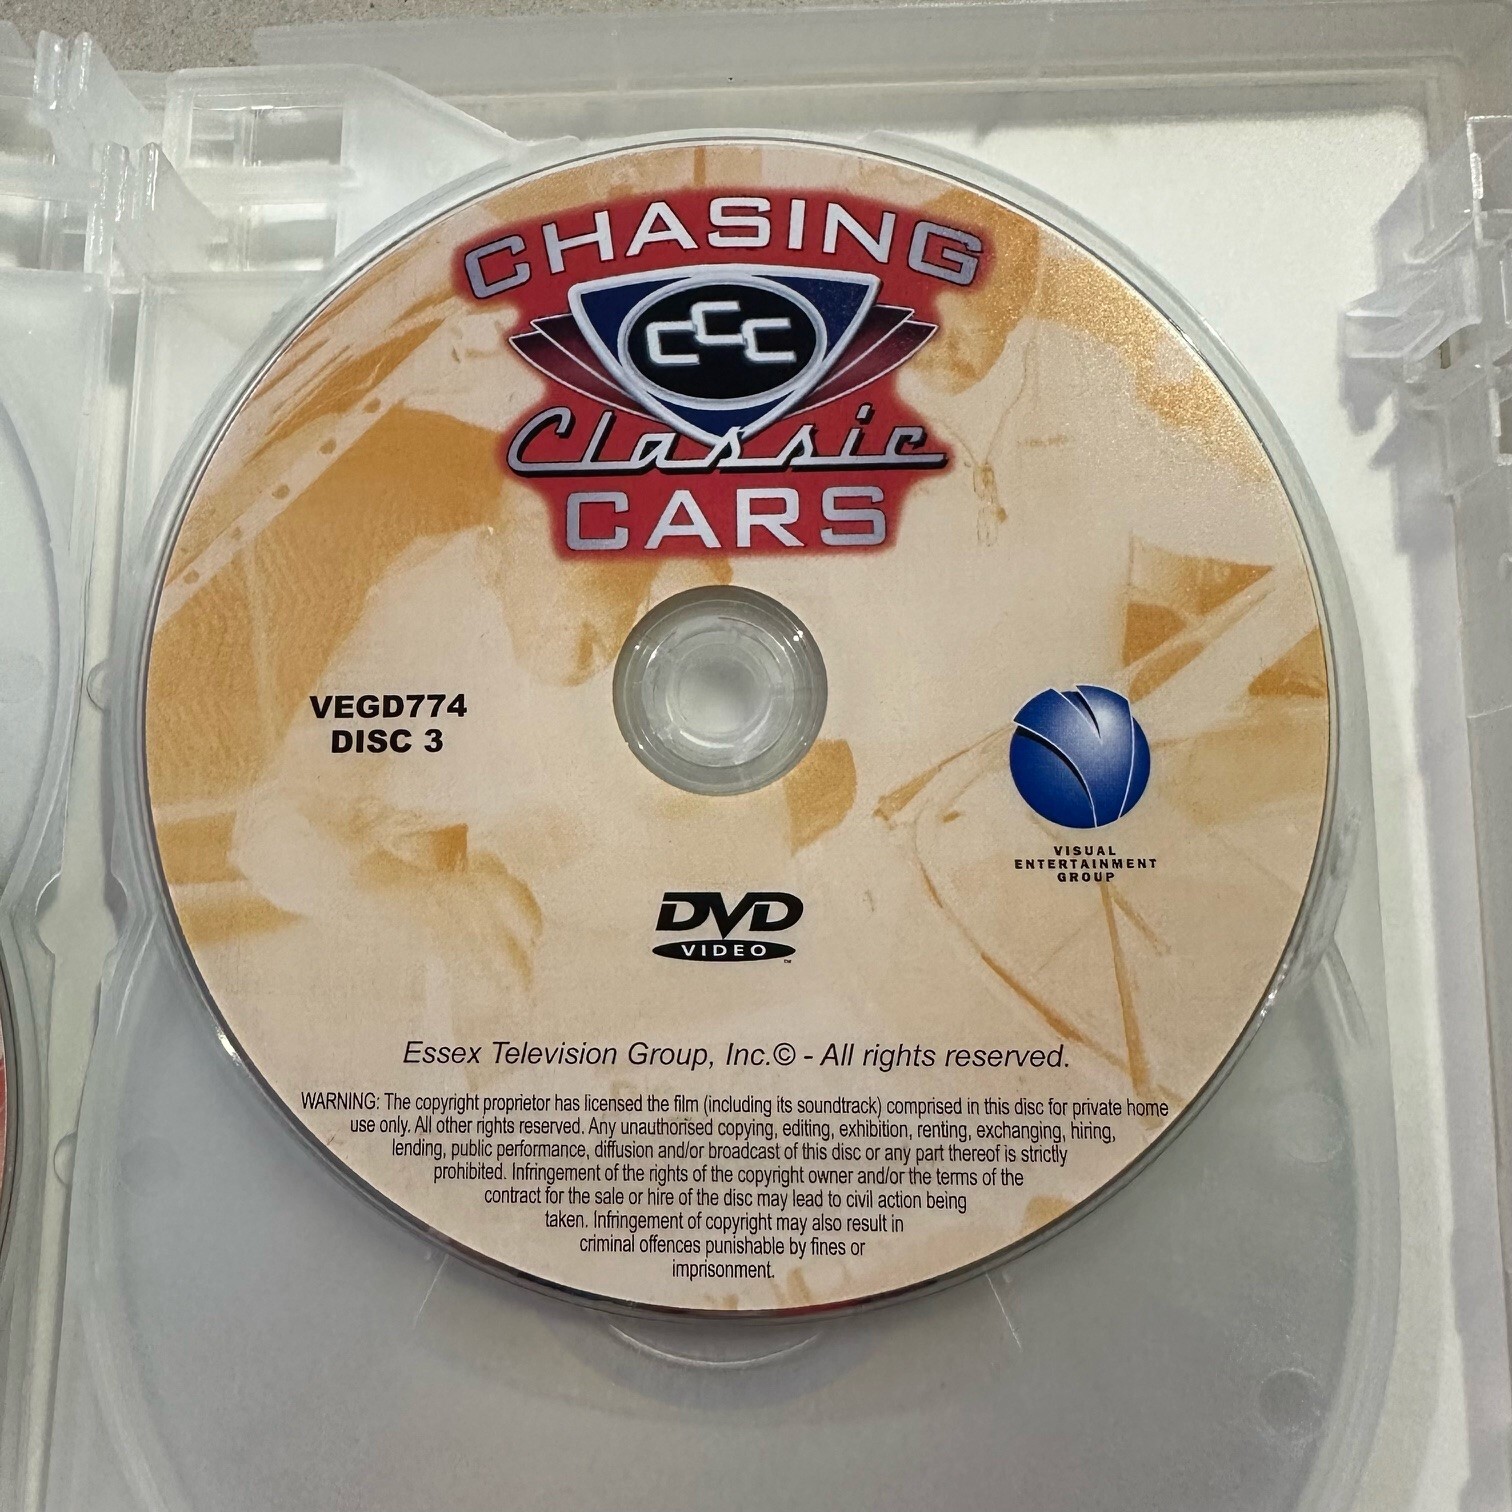 CHASING
CCC
Classic
CARS
VEGD774
DISC 3
VISUAL
ENTERTAINMENT
GROUP
DVD
VIDEO
TM
Essex Television Group, Inc.© - All rights reserved.
WARNING: The copyright proprietor has licensed the film (including its soundtrack) comprised in this disc for private home
use only. All other rights reserved. Any unauthorised copying, editing, exhibition, renting, exchanging, hiring,
lending, public performance, diffusion and/or broadcast of this disc or any part thereof is strictly
prohibited. Infringement of the rights of the copyright owner and/or the terms of the
contract for the sale or hire of the disc may lead to civil action being
taken. Infringement of copyright may also result in
criminal offences punishable by fines or
imprisonment.